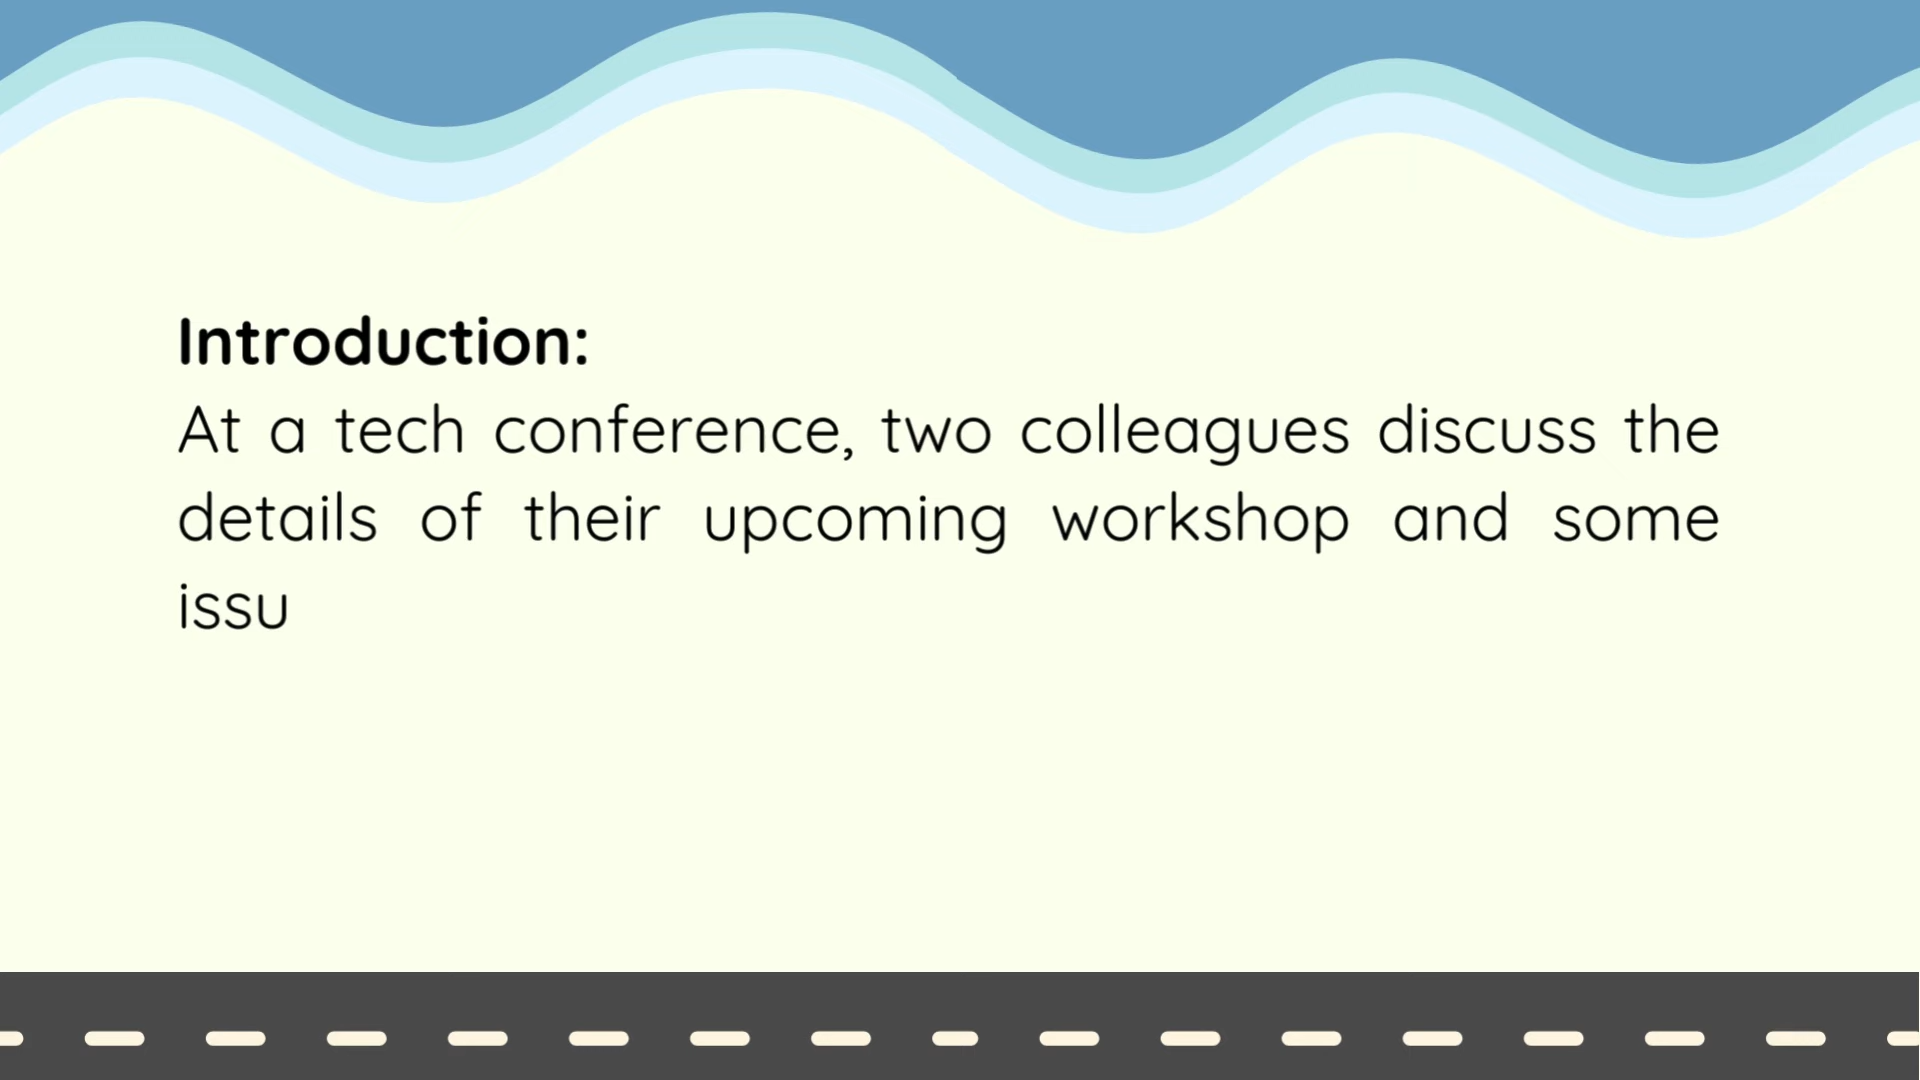 Introduction:
At a tech conference, two colleagues discuss the
details of their upcoming workshop and some
issu